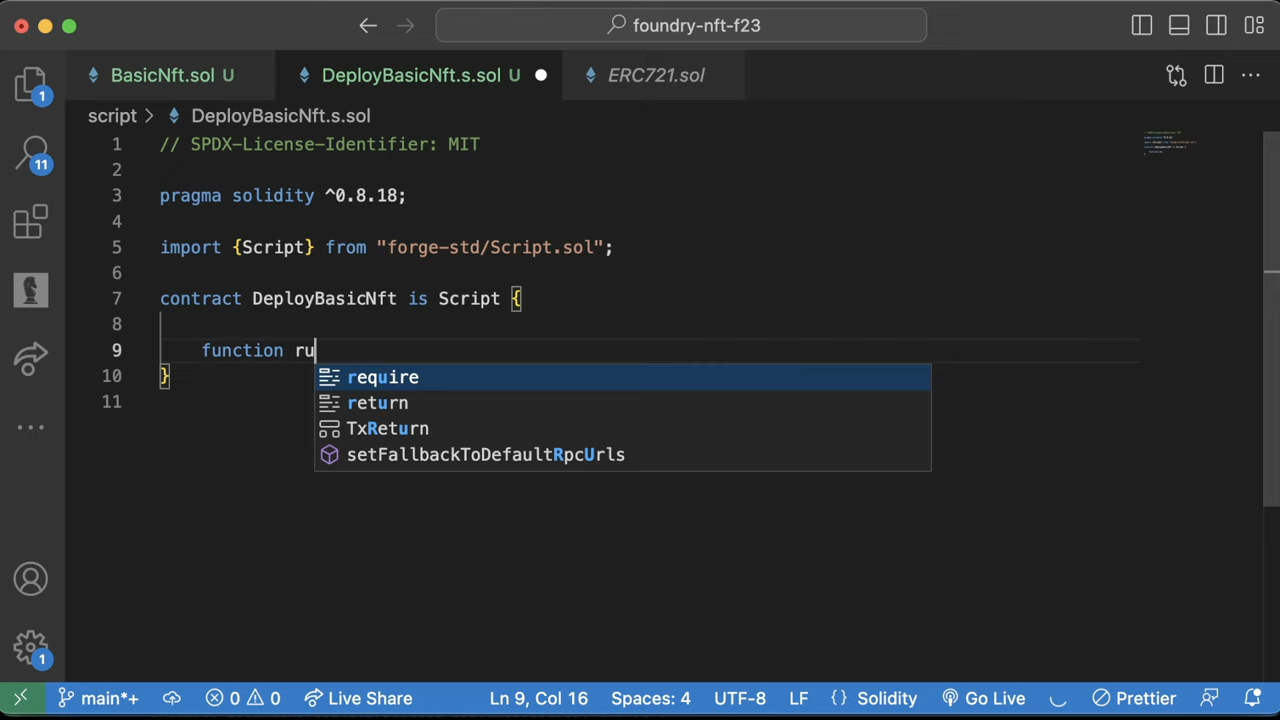 foundry-nft-f23
BasicNft.sol U
DeployBasicNft.s.sol U
ERC721.sol
1
script > DeployBasicNft.s.sol
1 // SPDX-License-Identifier: MIT
11
2
3 pragma solidity ^0.8.18;
4
5 import {Script} from "forge-std/Script.sol";
6
7 contract DeployBasicNft is Script {
8
9 function ru
10 }
11
require
return
TxReturn
setFallbackToDefaultRpcUrls
1
main*+ 0 0 Live Share Ln 9, Col 16 Spaces: 4 UTF-8 LF {} Solidity Go Live Prettier